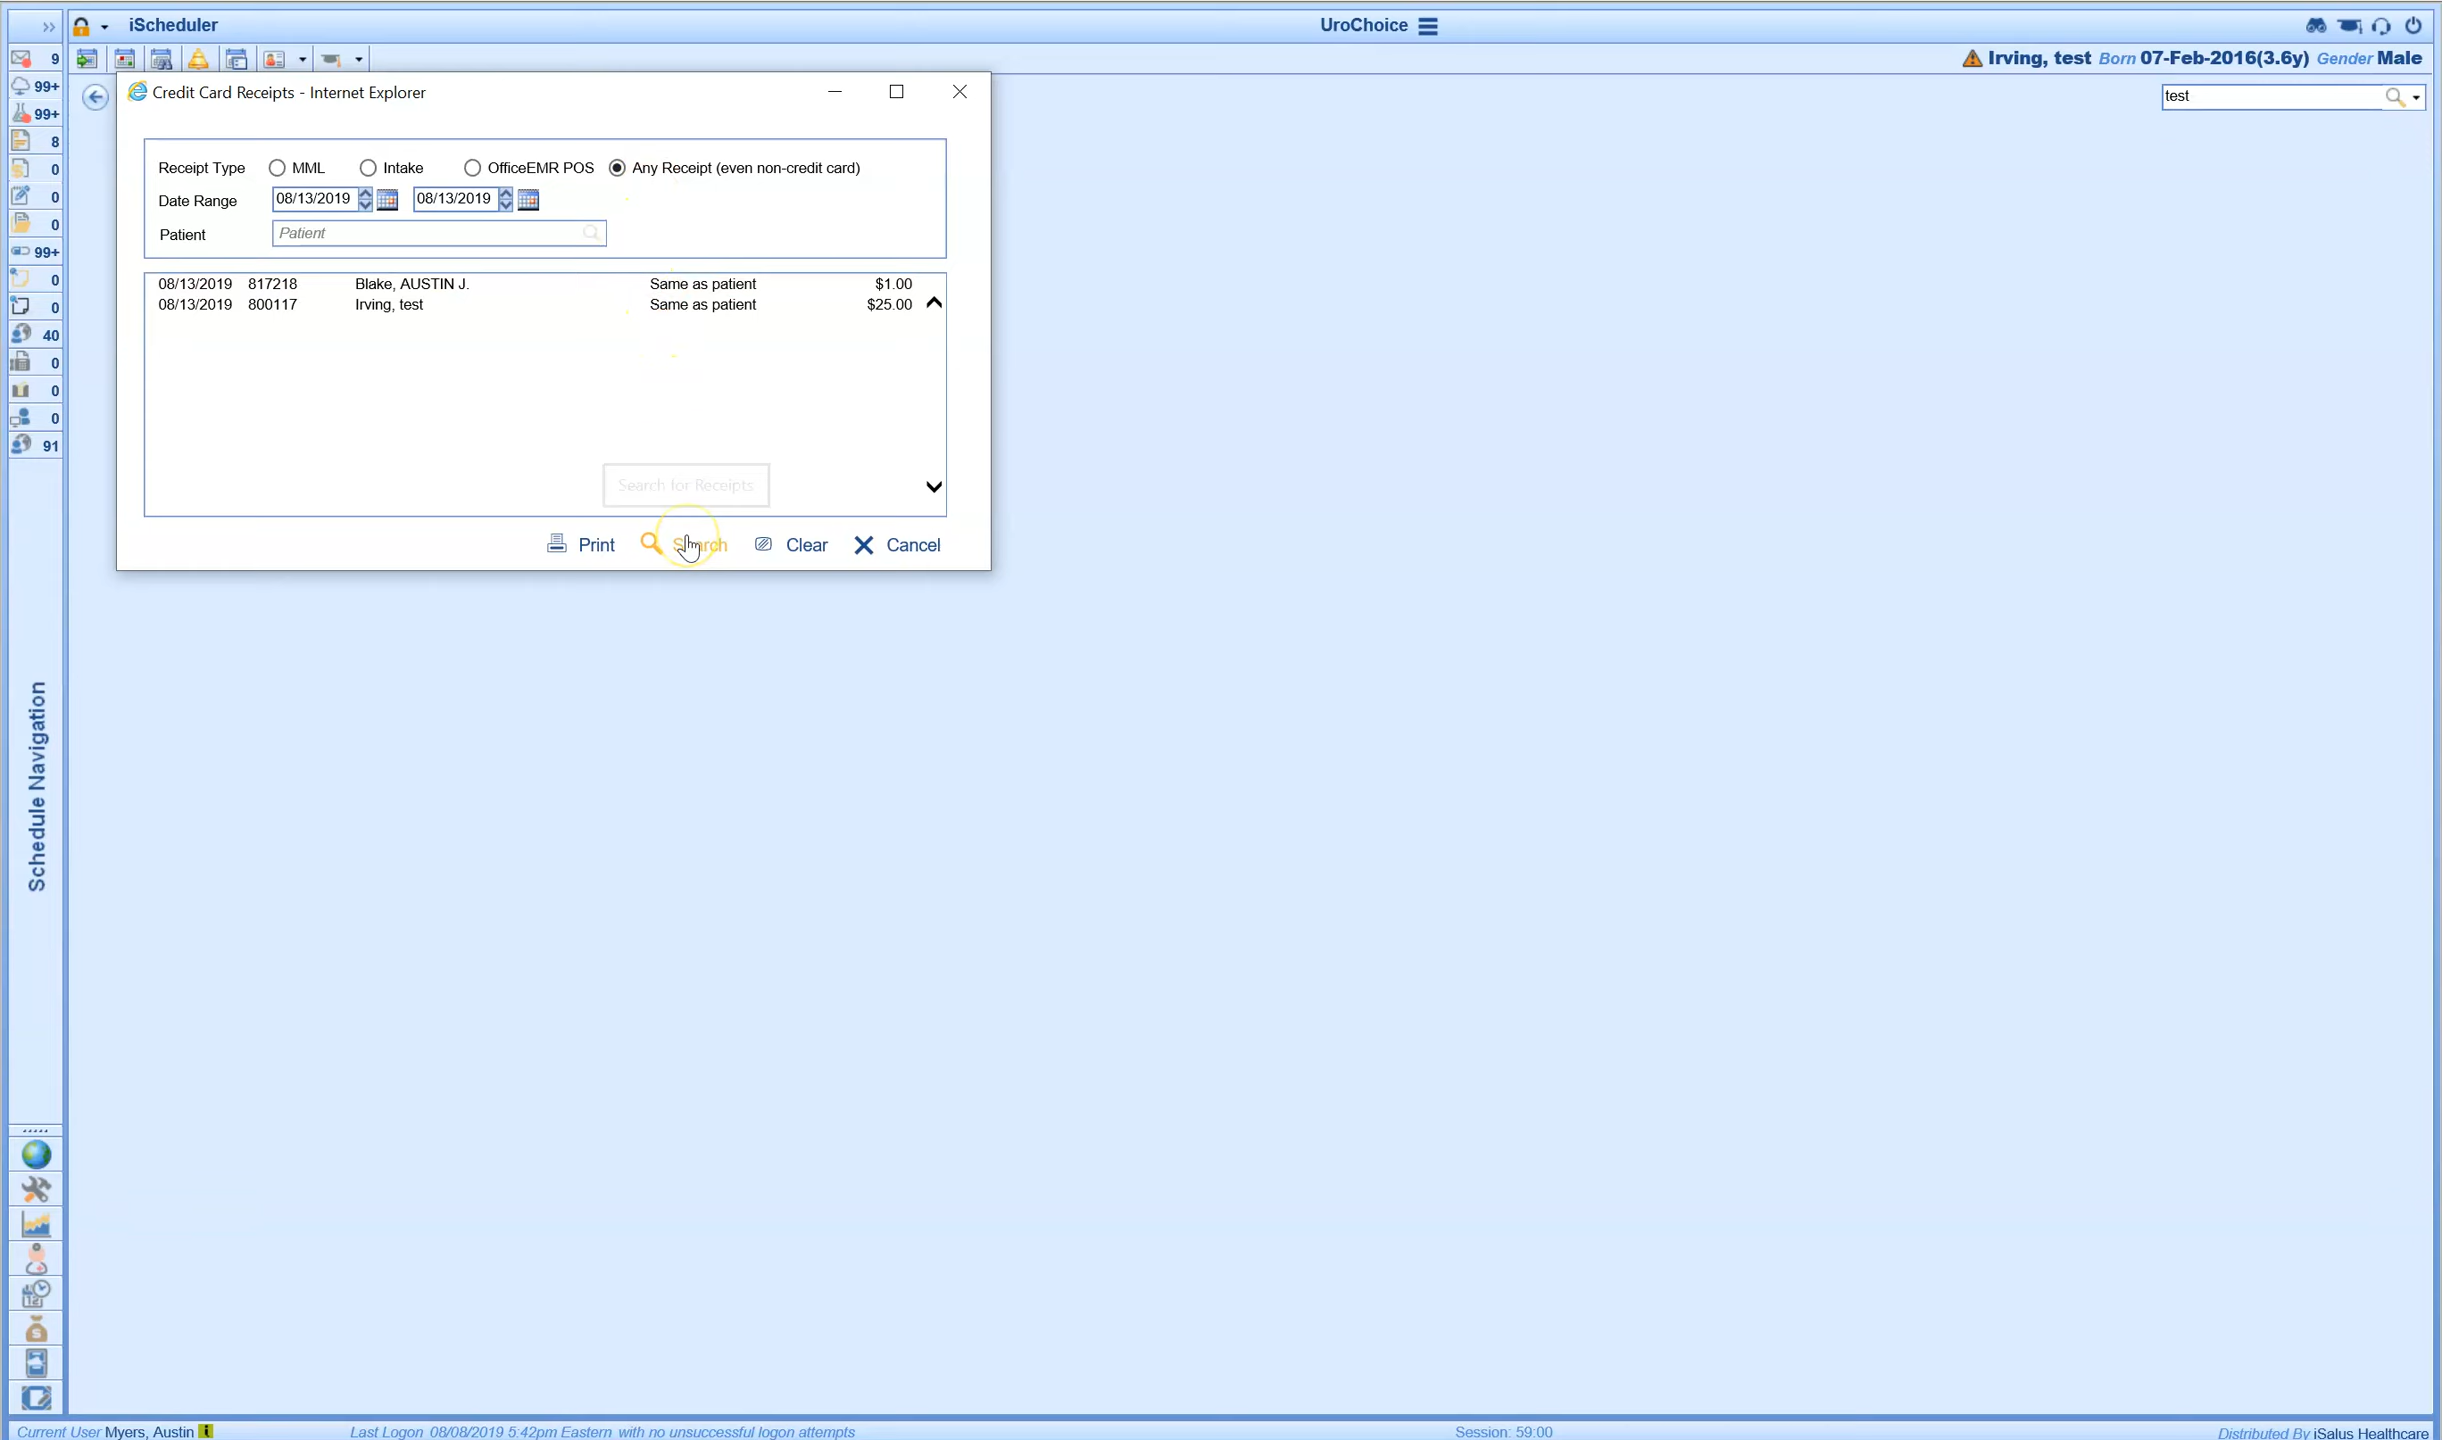 iScheduler
UroChoice
9
Irving, test Born 07-Feb-2016(3.6y) Gender Male
99+
Credit Card Receipts - Internet Explorer
test
99+
8
Receipt Type MML Intake OfficeEMR POS Any Receipt (even non-credit card)
0
Date Range 08/13/2019 08/13/2019
0
Patient Patient
0
99+
08/13/2019 817218 Blake, AUSTIN J. Same as patient $1.00
0
08/13/2019 800117 Irving, test Same as patient $25.00
0
40
0
0
0
91
Search for Receipts
Print Search Clear Cancel
Schedule Navigation
Current User Myers, Austin Last Logon 08/08/2019 5:42pm Eastern with no unsuccessful logon attempts Session: 59:00 Distributed By iSalus Healthcare